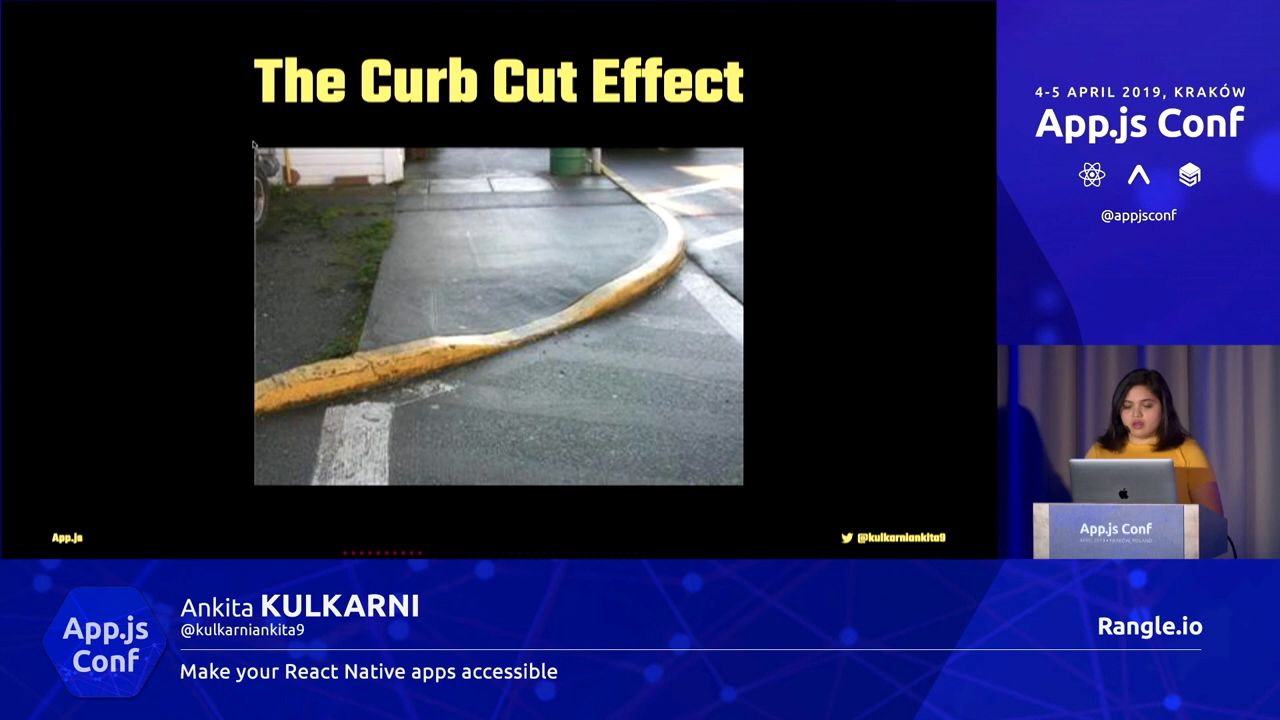 The Curb Cut Effect
App.js
@kulkarniankita9
4-5 APRIL 2019, KRAKÓW
App.js Conf
@appjsconf
App.js Conf
App.js
Conf
Ankita KULKARNI
@kulkarniankita9
Make your React Native apps accessible
Rangle.io